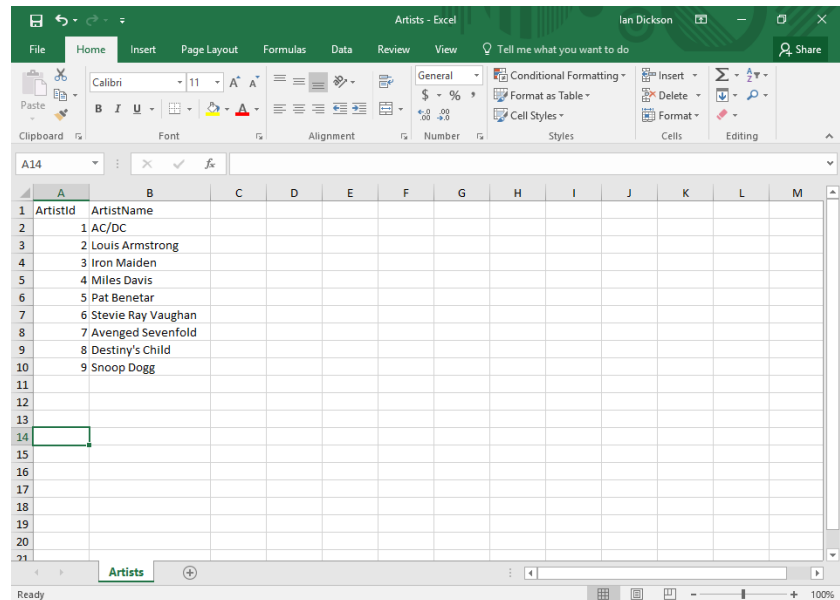 Artists - Excel Ian Dickson
File Home Insert Page Layout Formulas Data Review View Tell me what you want to do Share
Paste
Calibri 11 A A
B I U A
General
$ % ,
.00 .0
Conditional Formatting
Format as Table
Cell Styles
Insert
Delete
Format
Clipboard Font Alignment Number Styles Cells Editing
A14 fx
A B C D E F G H I J K L M
1 ArtistId ArtistName
2 1 AC/DC
3 2 Louis Armstrong
4 3 Iron Maiden
5 4 Miles Davis
6 5 Pat Benetar
7 6 Stevie Ray Vaughan
8 7 Avenged Sevenfold
9 8 Destiny's Child
10 9 Snoop Dogg
11
12
13
14
15
16
17
18
19
20
21
Artists
Ready 100%